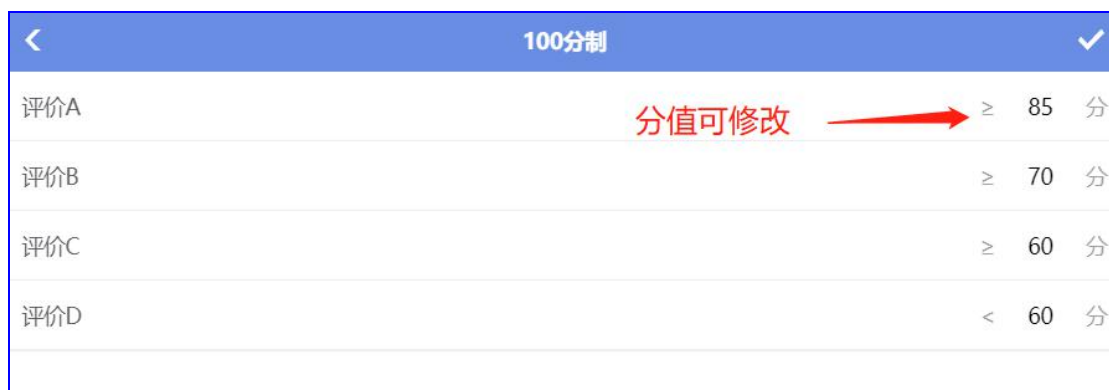 100分制
评价A ≥ 85 分
分值可修改
评价B ≥ 70 分
评价C ≥ 60 分
评价D < 60 分